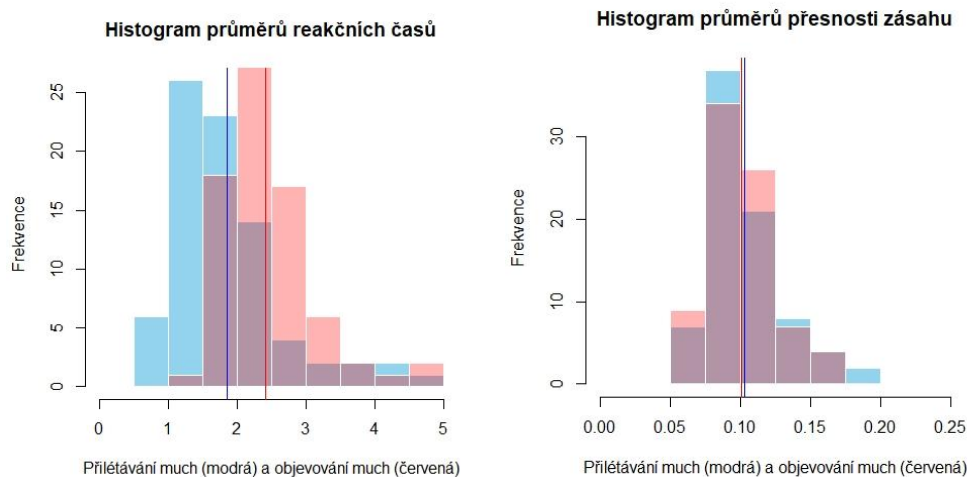 Histogram průměrů reakčních časů
Frekvence
25
20
15
10
5
0
0 1 2 3 4 5
Přilétávání much (modrá) a objevování much (červená)
Histogram průměrů přesnosti zásahu
Frekvence
30
20
10
0
0.00 0.05 0.10 0.15 0.20 0.25
Přilétávání much (modrá) a objevování much (červená)